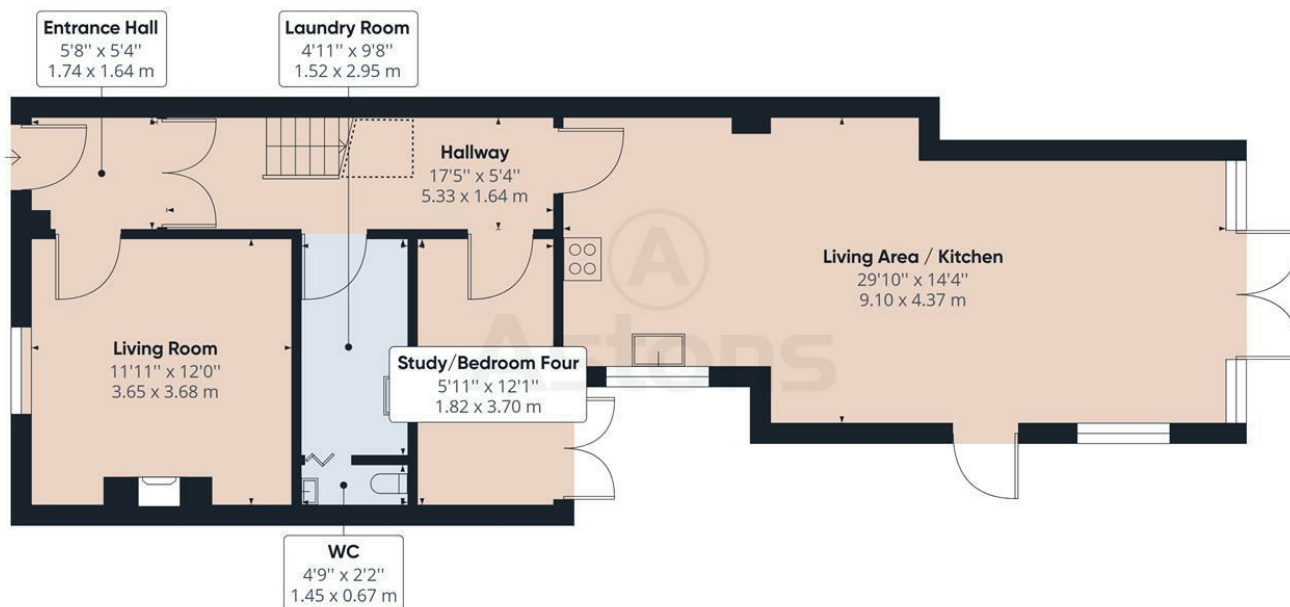 Entrance Hall
5'8'' x 5'4''
1.74 x 1.64 m
Laundry Room
4'11'' x 9'8''
1.52 x 2.95 m
Hallway
17'5'' x 5'4''
5.33 x 1.64 m
Living Area / Kitchen
29'10'' x 14'4''
9.10 x 4.37 m
Living Room
11'11'' x 12'0''
3.65 x 3.68 m
Study/Bedroom Four
5'11'' x 12'1''
1.82 x 3.70 m
WC
4'9'' x 2'2''
1.45 x 0.67 m
A
Astons